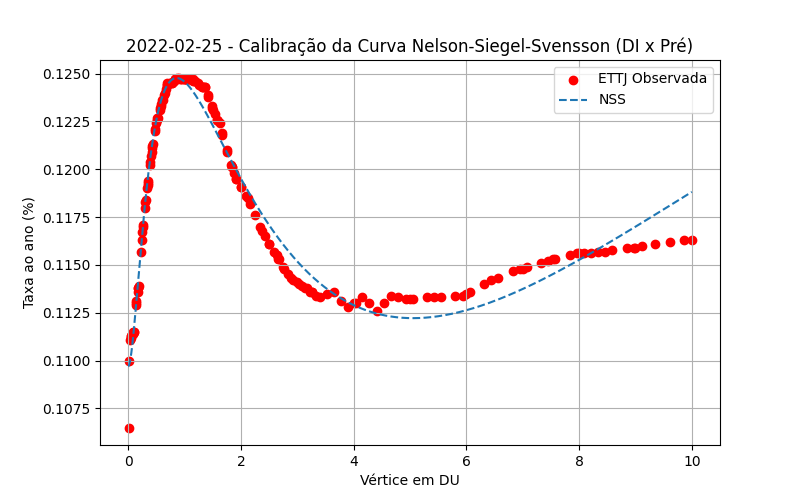 2022-02-25 - Calibração da Curva Nelson-Siegel-Svensson (DI x Pré)
ETTJ Observada
NSS
Taxa ao ano (%)
0.1250
0.1225
0.1200
0.1175
0.1150
0.1125
0.1100
0.1075
0 2 4 6 8 10
Vértice em DU